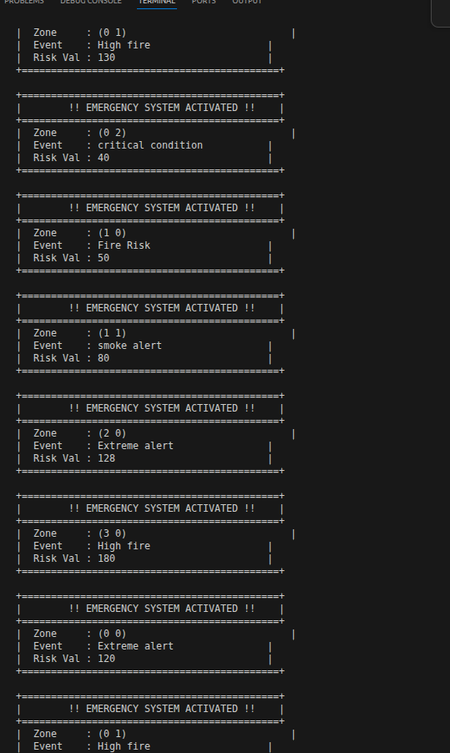 PROBLEMS DEBUG CONSOLE TERMINAL PORTS OUTPUT
| Zone     : (0 1)                                |
| Event    : High fire                    |
| Risk Val : 130                          |
+===========================================+
+===========================================+
|        !! EMERGENCY SYSTEM ACTIVATED !!    |
+===========================================+
| Zone     : (0 2)                                |
| Event    : critical condition           |
| Risk Val : 40                           |
+===========================================+
+===========================================+
|        !! EMERGENCY SYSTEM ACTIVATED !!    |
+===========================================+
| Zone     : (1 0)                                |
| Event    : Fire Risk                    |
| Risk Val : 50                           |
+===========================================+
+===========================================+
|        !! EMERGENCY SYSTEM ACTIVATED !!    |
+===========================================+
| Zone     : (1 1)                                |
| Event    : smoke alert                  |
| Risk Val : 80                           |
+===========================================+
+===========================================+
|        !! EMERGENCY SYSTEM ACTIVATED !!    |
+===========================================+
| Zone     : (2 0)                                |
| Event    : Extreme alert                |
| Risk Val : 128                          |
+===========================================+
+===========================================+
|        !! EMERGENCY SYSTEM ACTIVATED !!    |
+===========================================+
| Zone     : (3 0)                                |
| Event    : High fire                    |
| Risk Val : 180                          |
+===========================================+
+===========================================+
|        !! EMERGENCY SYSTEM ACTIVATED !!    |
+===========================================+
| Zone     : (0 0)                                |
| Event    : Extreme alert                |
| Risk Val : 120                          |
+===========================================+
+===========================================+
|        !! EMERGENCY SYSTEM ACTIVATED !!    |
+===========================================+
| Zone     : (0 1)                                |
| Event    : High fire                    |